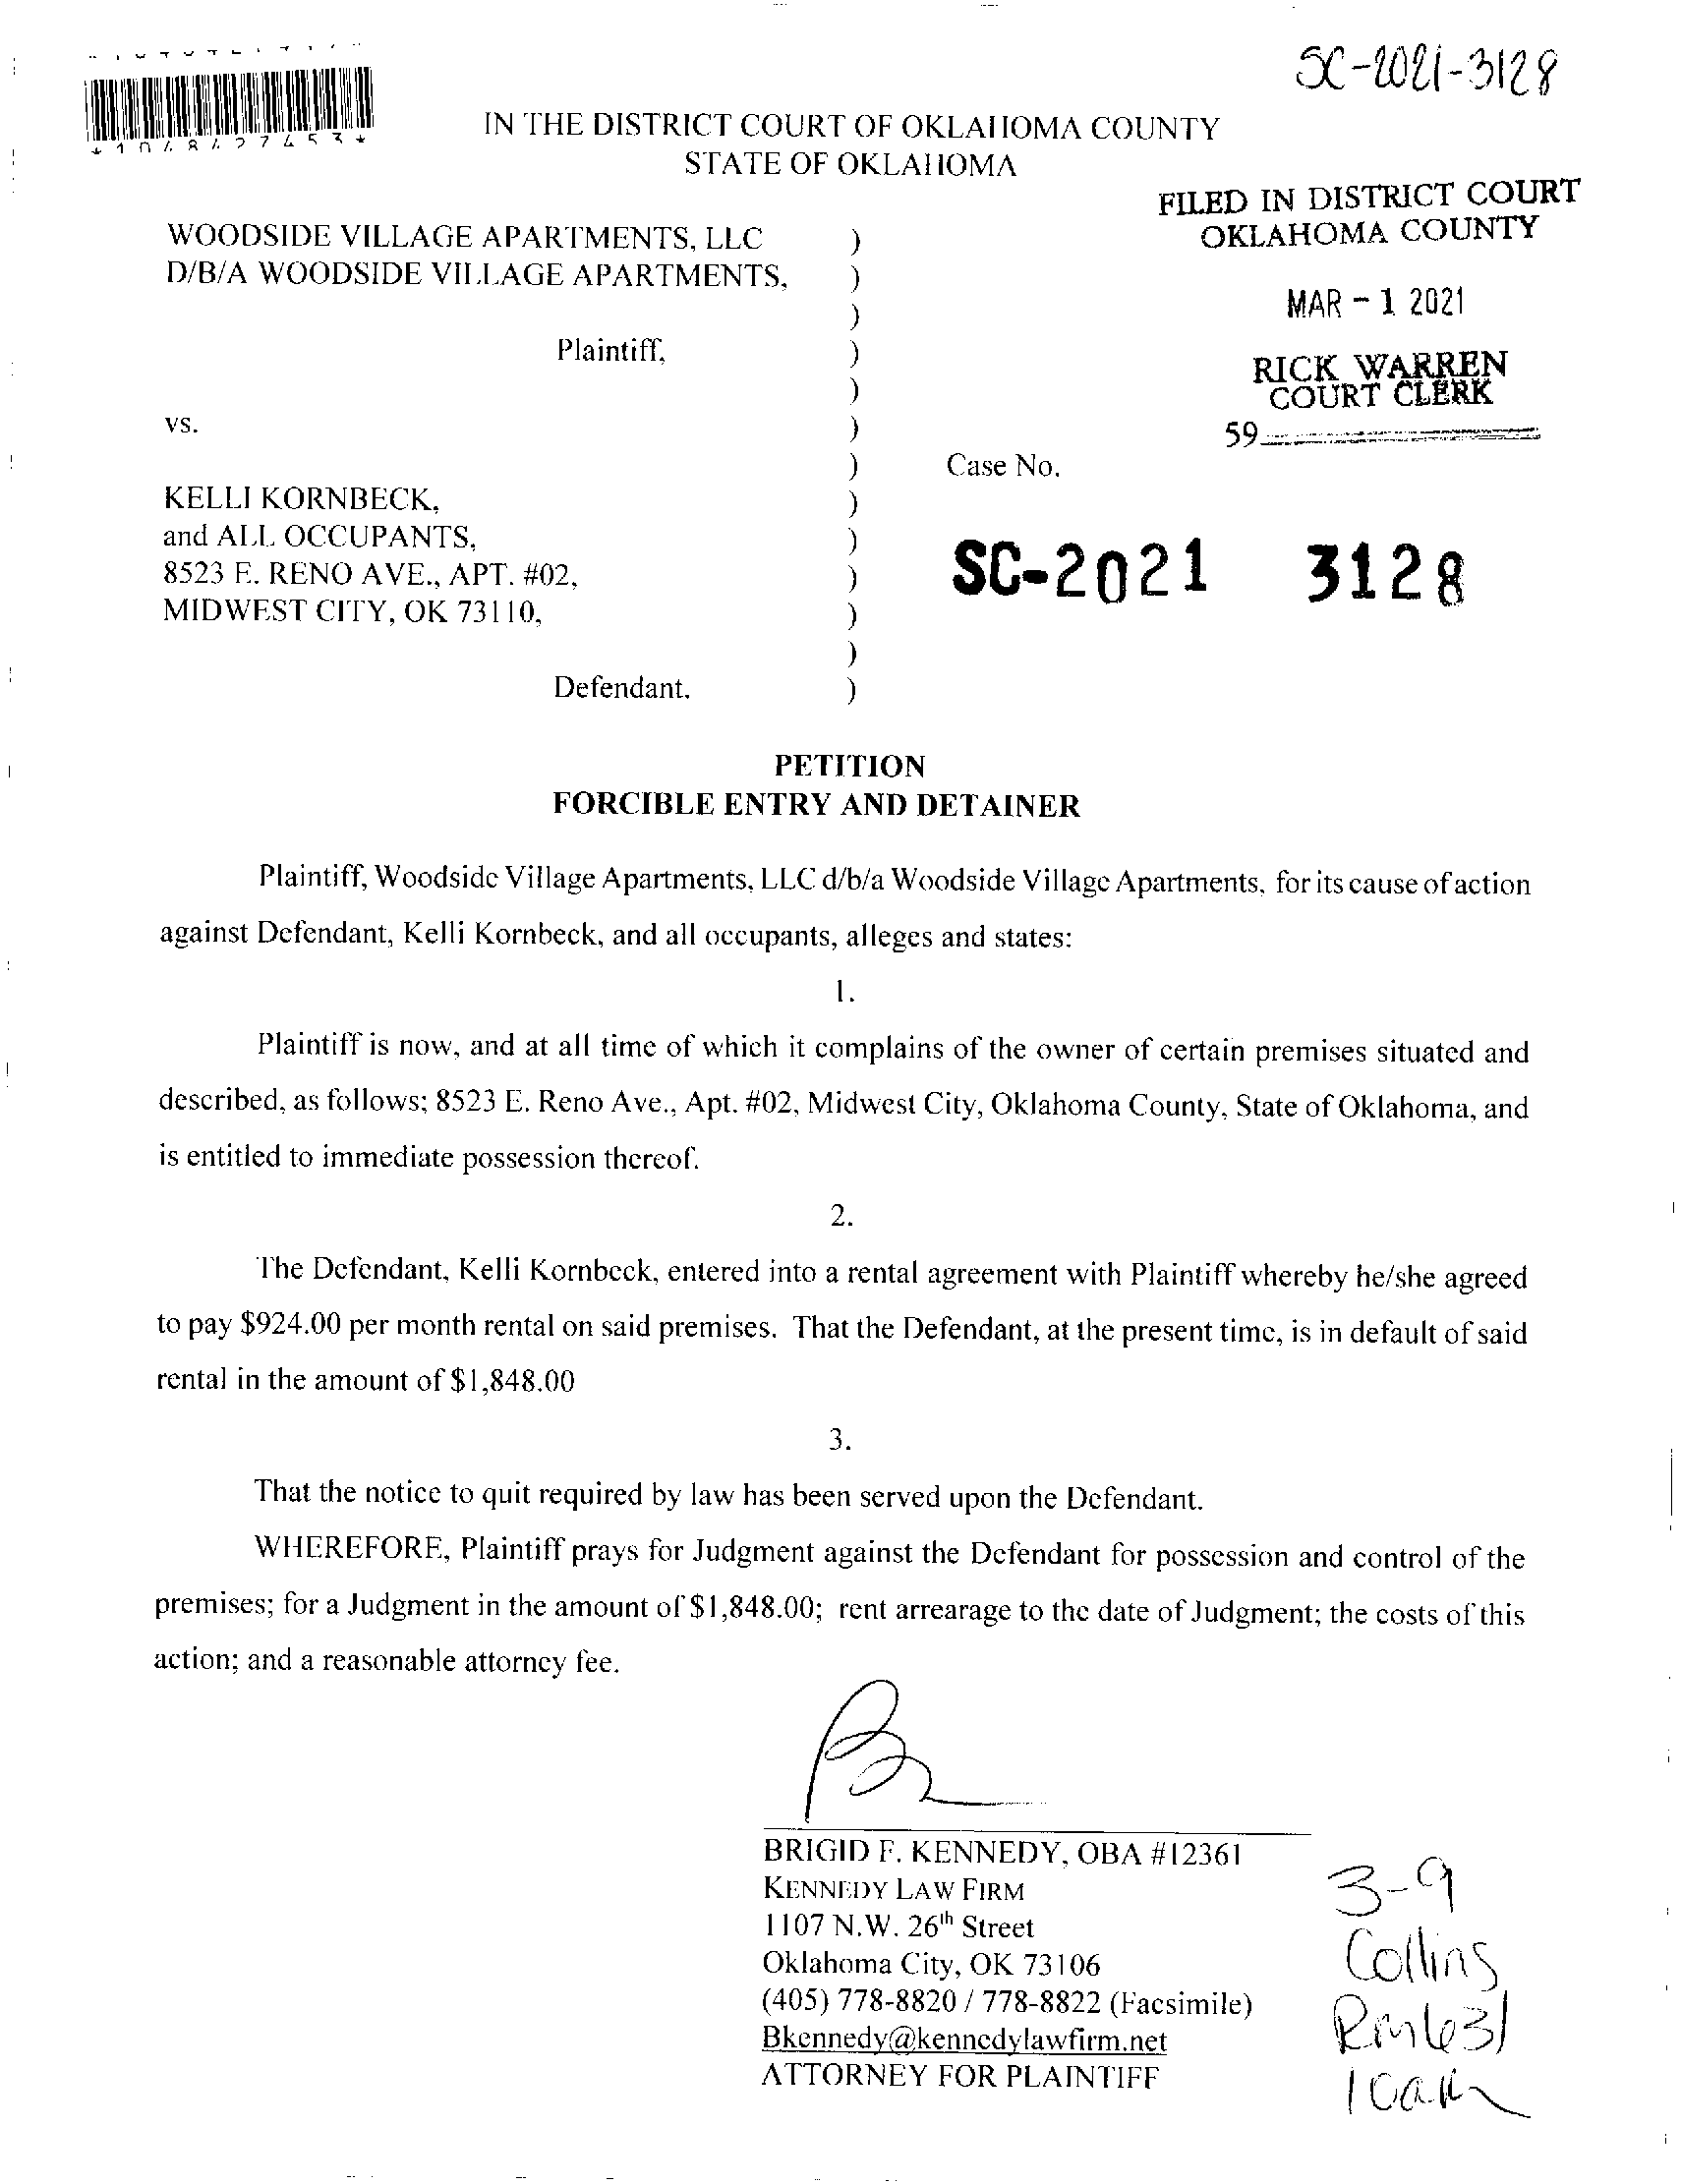 SC-2021-3128
*1048427453*
IN THE DISTRICT COURT OF OKLAHOMA COUNTY
STATE OF OKLAHOMA
FILED IN DISTRICT COURT
OKLAHOMA COUNTY
MAR - 1 2021
RICK WARREN
COURT CLERK
59
WOODSIDE VILLAGE APARTMENTS, LLC )
D/B/A WOODSIDE VILLAGE APARTMENTS, )
)
Plaintiff, )
)
vs. )
) Case No.
KELLI KORNBECK, )
and ALL OCCUPANTS, )
8523 E. RENO AVE., APT. #02, ) SC-2021 3128
MIDWEST CITY, OK 73110, )
)
Defendant. )
PETITION
FORCIBLE ENTRY AND DETAINER
Plaintiff, Woodside Village Apartments, LLC d/b/a Woodside Village Apartments, for its cause of action
against Defendant, Kelli Kornbeck, and all occupants, alleges and states:
1.
Plaintiff is now, and at all time of which it complains of the owner of certain premises situated and
described, as follows; 8523 E. Reno Ave., Apt. #02, Midwest City, Oklahoma County, State of Oklahoma, and
is entitled to immediate possession thereof.
2.
The Defendant, Kelli Kornbeck, entered into a rental agreement with Plaintiff whereby he/she agreed
to pay $924.00 per month rental on said premises. That the Defendant, at the present time, is in default of said
rental in the amount of $1,848.00
3.
That the notice to quit required by law has been served upon the Defendant.
WHEREFORE, Plaintiff prays for Judgment against the Defendant for possession and control of the
premises; for a Judgment in the amount of $1,848.00; rent arrearage to the date of Judgment; the costs of this
action; and a reasonable attorney fee.
BRIGID F. KENNEDY, OBA #12361
KENNEDY LAW FIRM
1107 N.W. 26th Street
Oklahoma City, OK 73106
(405) 778-8820 / 778-8822 (Facsimile)
Bkennedy@kennedylawfirm.net
ATTORNEY FOR PLAINTIFF
3-9
Collins
Rm 631
10am